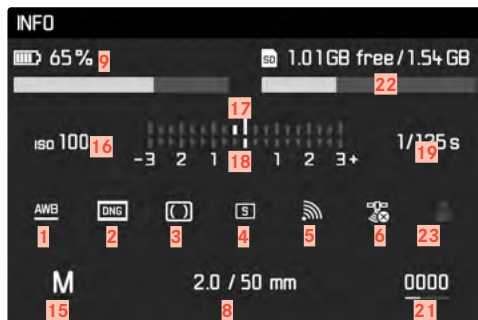 INFO
65% 9
SD 1.01GB free/1.54 GB
22
17
ISO 100 16
1/125 s
19
-3 2 1 18 1 2 3+
AWB DNG ( ) S
1 2 3 4 5 6 23
M 2.0 / 50 mm 0000
15 8 21